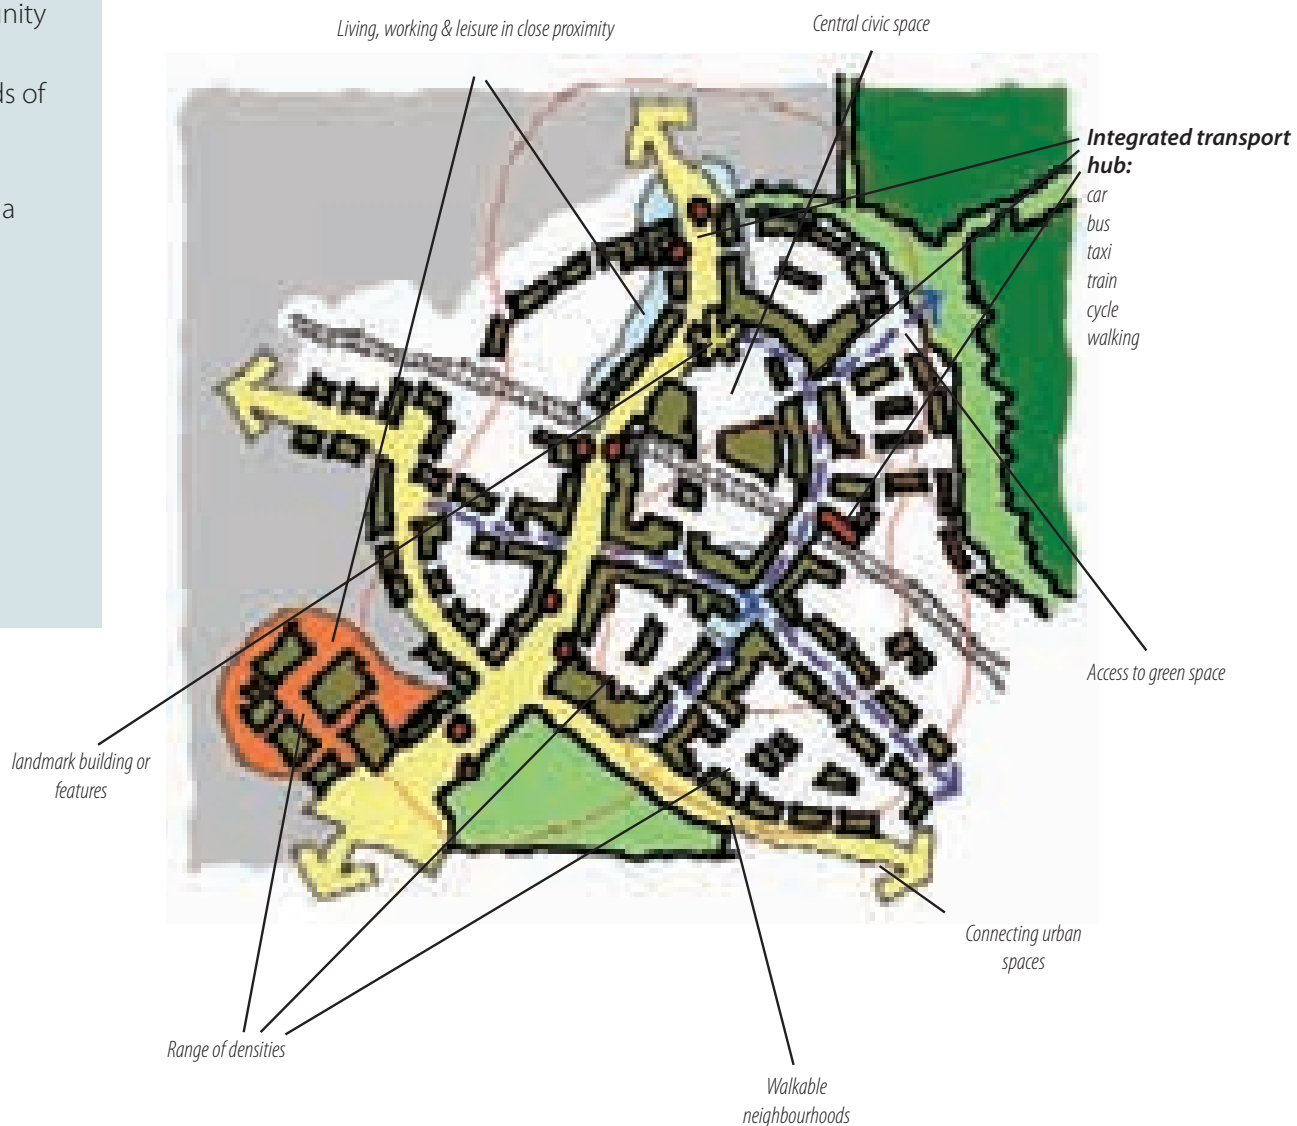 nity
ds of
a
Living, working & leisure in close proximity
Central civic space
Integrated transport
hub:
car
bus
taxi
train
cycle
walking
Access to green space
landmark building or
features
Connecting urban
spaces
Range of densities
Walkable
neighbourhoods